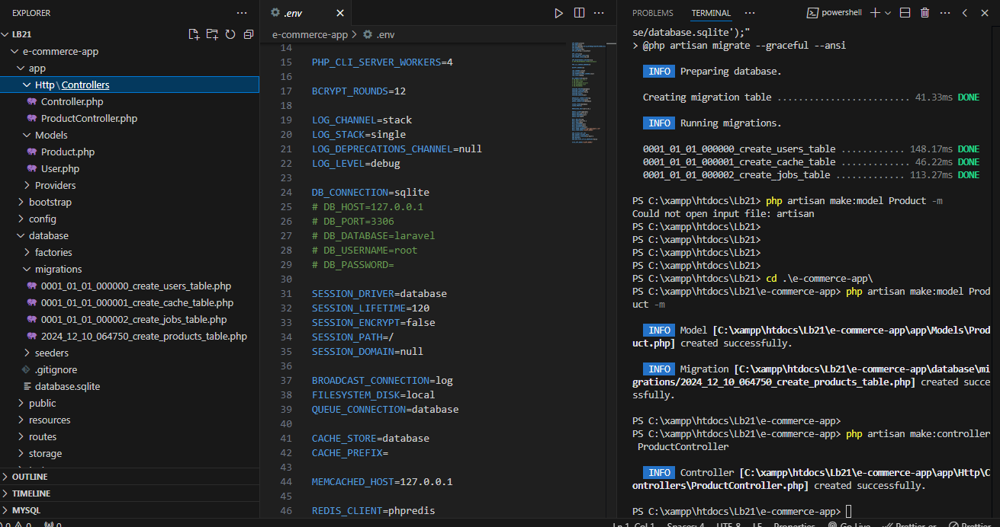 EXPLORER
LB21
e-commerce-app
app
Http\Controllers
Controller.php
ProductController.php
Models
Product.php
User.php
Providers
bootstrap
config
database
factories
migrations
0001_01_01_000000_create_users_table.php
0001_01_01_000001_create_cache_table.php
0001_01_01_000002_create_jobs_table.php
2024_12_10_064750_create_products_table.php
seeders
.gitignore
database.sqlite
public
resources
routes
storage
OUTLINE
TIMELINE
MYSQL
.env
e-commerce-app > .env
14
15 PHP_CLI_SERVER_WORKERS=4
16
17 BCRYPT_ROUNDS=12
18
19 LOG_CHANNEL=stack
20 LOG_STACK=single
21 LOG_DEPRECATIONS_CHANNEL=null
22 LOG_LEVEL=debug
23
24 DB_CONNECTION=sqlite
25 # DB_HOST=127.0.0.1
26 # DB_PORT=3306
27 # DB_DATABASE=laravel
28 # DB_USERNAME=root
29 # DB_PASSWORD=
30
31 SESSION_DRIVER=database
32 SESSION_LIFETIME=120
33 SESSION_ENCRYPT=false
34 SESSION_PATH=/
35 SESSION_DOMAIN=null
36
37 BROADCAST_CONNECTION=log
38 FILESYSTEM_DISK=local
39 QUEUE_CONNECTION=database
40
41 CACHE_STORE=database
42 CACHE_PREFIX=
43
44 MEMCACHED_HOST=127.0.0.1
45
46 REDIS_CLIENT=phpredis
PROBLEMS TERMINAL ... powershell
se/database.sqlite');"
> @php artisan migrate --graceful --ansi
INFO Preparing database.
Creating migration table .......................... 41.33ms DONE
INFO Running migrations.
0001_01_01_000000_create_users_table ............ 148.17ms DONE
0001_01_01_000001_create_cache_table ............. 46.22ms DONE
0001_01_01_000002_create_jobs_table ............. 113.27ms DONE
PS C:\xampp\htdocs\Lb21> php artisan make:model Product -m
Could not open input file: artisan
PS C:\xampp\htdocs\Lb21>
PS C:\xampp\htdocs\Lb21>
PS C:\xampp\htdocs\Lb21>
PS C:\xampp\htdocs\Lb21>
PS C:\xampp\htdocs\Lb21> cd .\e-commerce-app\
PS C:\xampp\htdocs\Lb21\e-commerce-app> php artisan make:model Prod
uct -m
INFO Model [C:\xampp\htdocs\Lb21\e-commerce-app\app\Models\Prod
uct.php] created successfully.
INFO Migration [C:\xampp\htdocs\Lb21\e-commerce-app\database\mi
grations/2024_12_10_064750_create_products_table.php] created succe
ssfully.
PS C:\xampp\htdocs\Lb21\e-commerce-app>
PS C:\xampp\htdocs\Lb21\e-commerce-app> php artisan make:controller
ProductController
INFO Controller [C:\xampp\htdocs\Lb21\e-commerce-app\app\Http\C
ontrollers\ProductController.php] created successfully.
PS C:\xampp\htdocs\Lb21\e-commerce-app>
Ln 1, Col 1 Spaces: 4 UTF-8 LF Properties Go Live Prettier